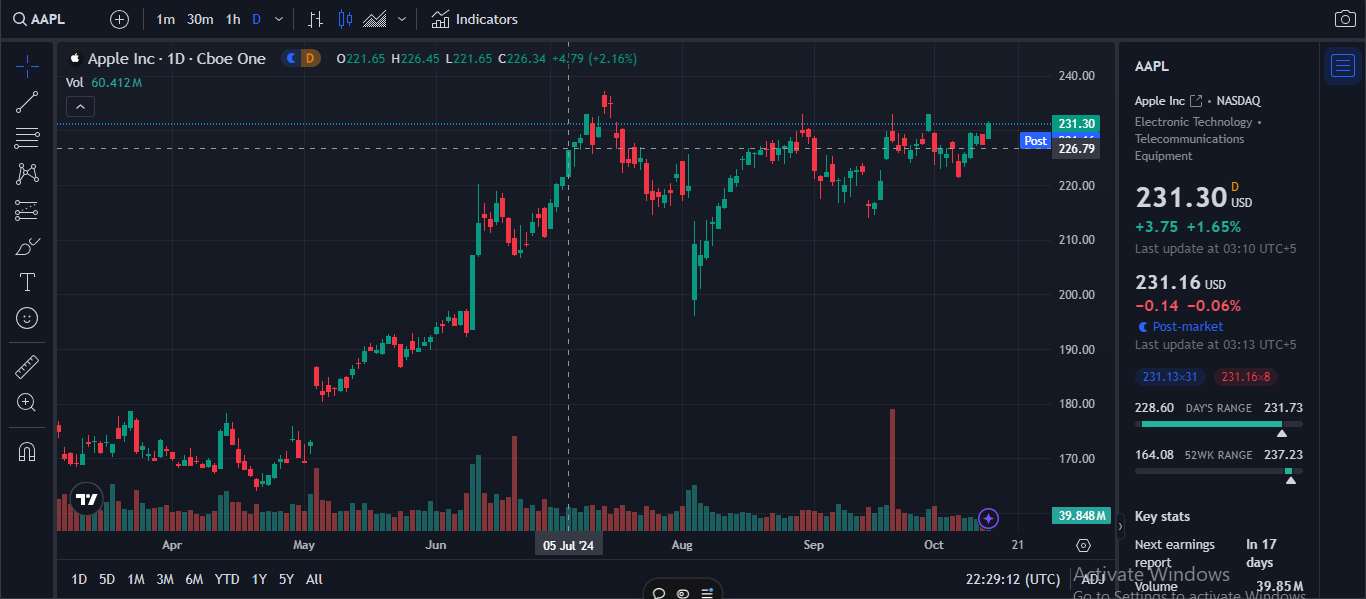 AAPL 1m 30m 1h D Indicators
Apple Inc · 1D · Cboe One D O221.65 H226.45 L221.65 C226.34 +4.79 (+2.16%)
Vol 60.412M
240.00
231.30
Post
226.79
220.00
210.00
200.00
190.00
180.00
170.00
39.848M
Apr May Jun 05 Jul '24 Aug Sep Oct 21
1D 5D 1M 3M 6M YTD 1Y 5Y All 22:29:12 (UTC) ADJ
AAPL
Apple Inc • NASDAQ
Electronic Technology •
Telecommunications
Equipment
231.30 D USD
+3.75 +1.65%
Last update at 03:10 UTC+5
231.16 USD
−0.14 −0.06%
Post-market
Last update at 03:13 UTC+5
231.13×31 231.16×8
228.60 DAY'S RANGE 231.73
164.08 52WK RANGE 237.23
Key stats
Next earnings In 17
report days
Volume 39.85M
Activate Windows
Go to Settings to activate Windows